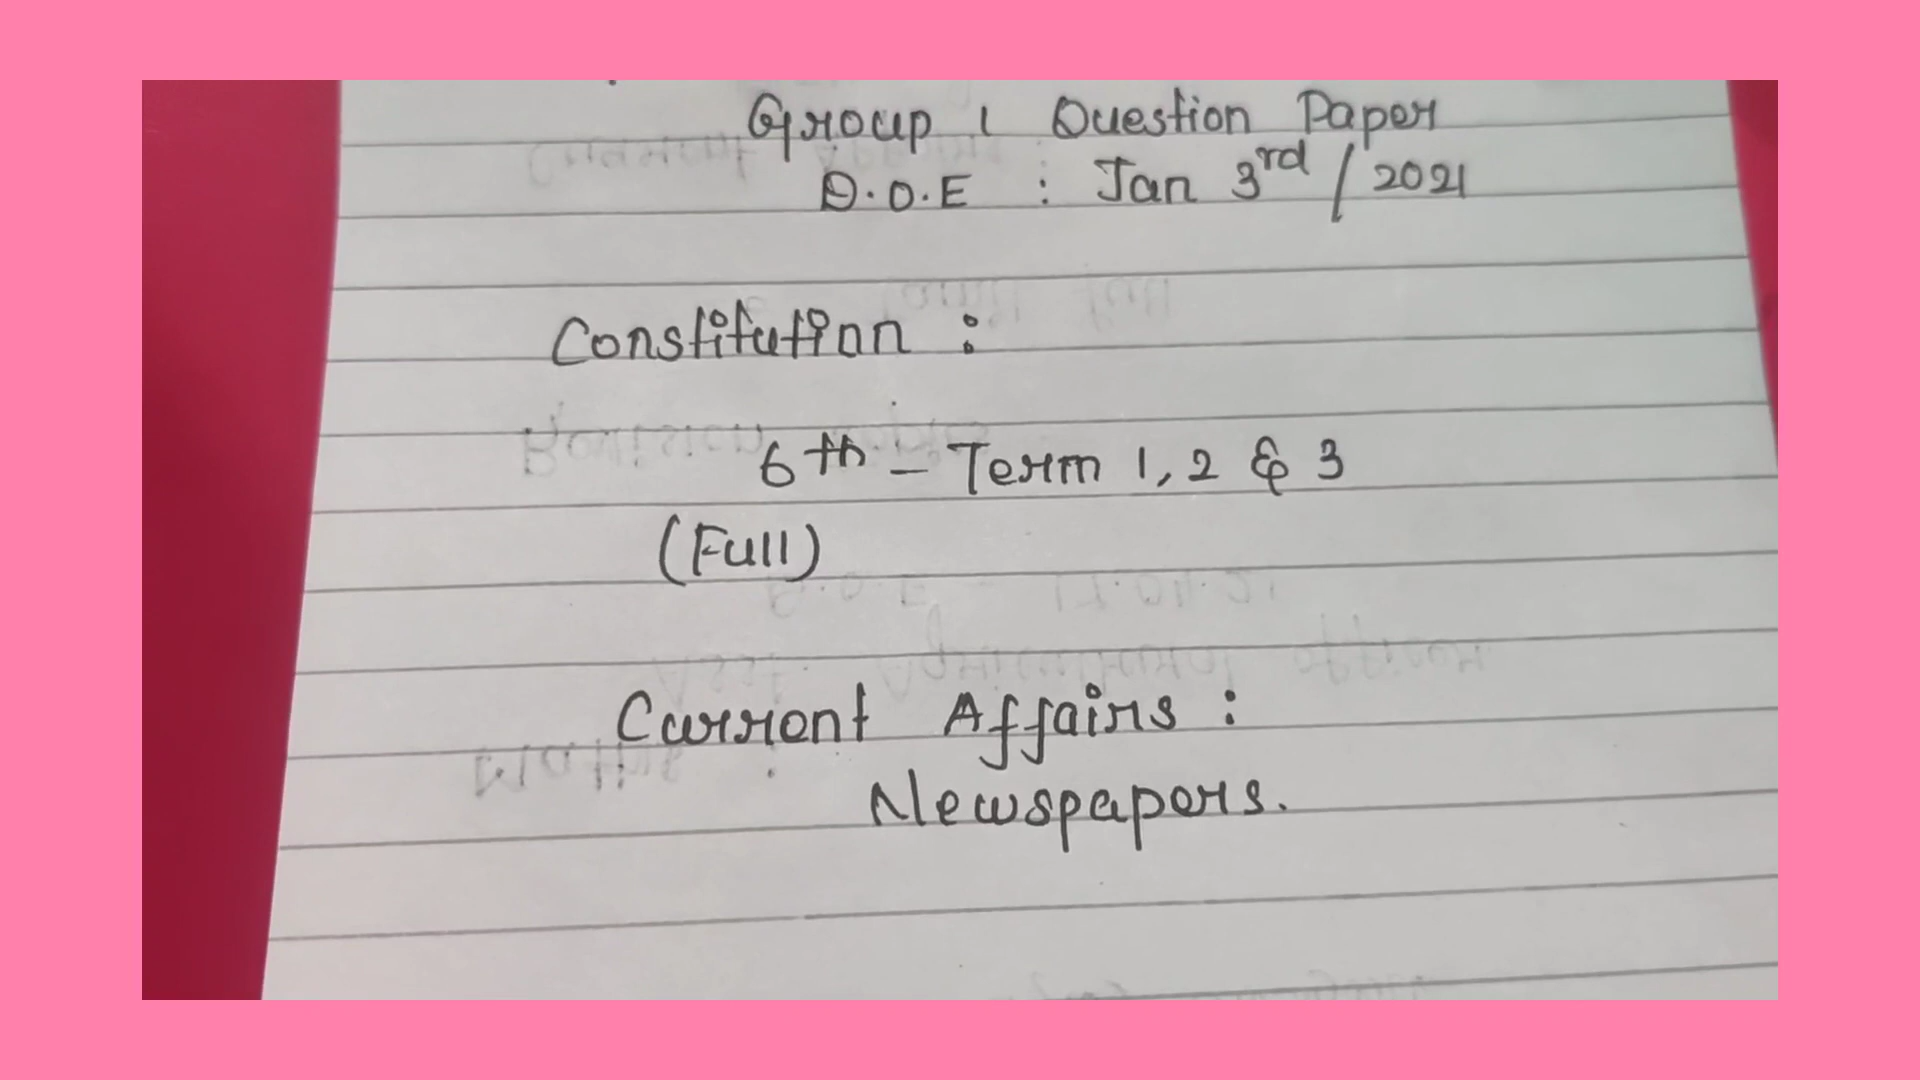 Group 1 Question Paper
D.O.E : Jan 3rd / 2021
Constitution :
6th - Term 1, 2 & 3
(Full)
Current Affairs :
Newspapers.